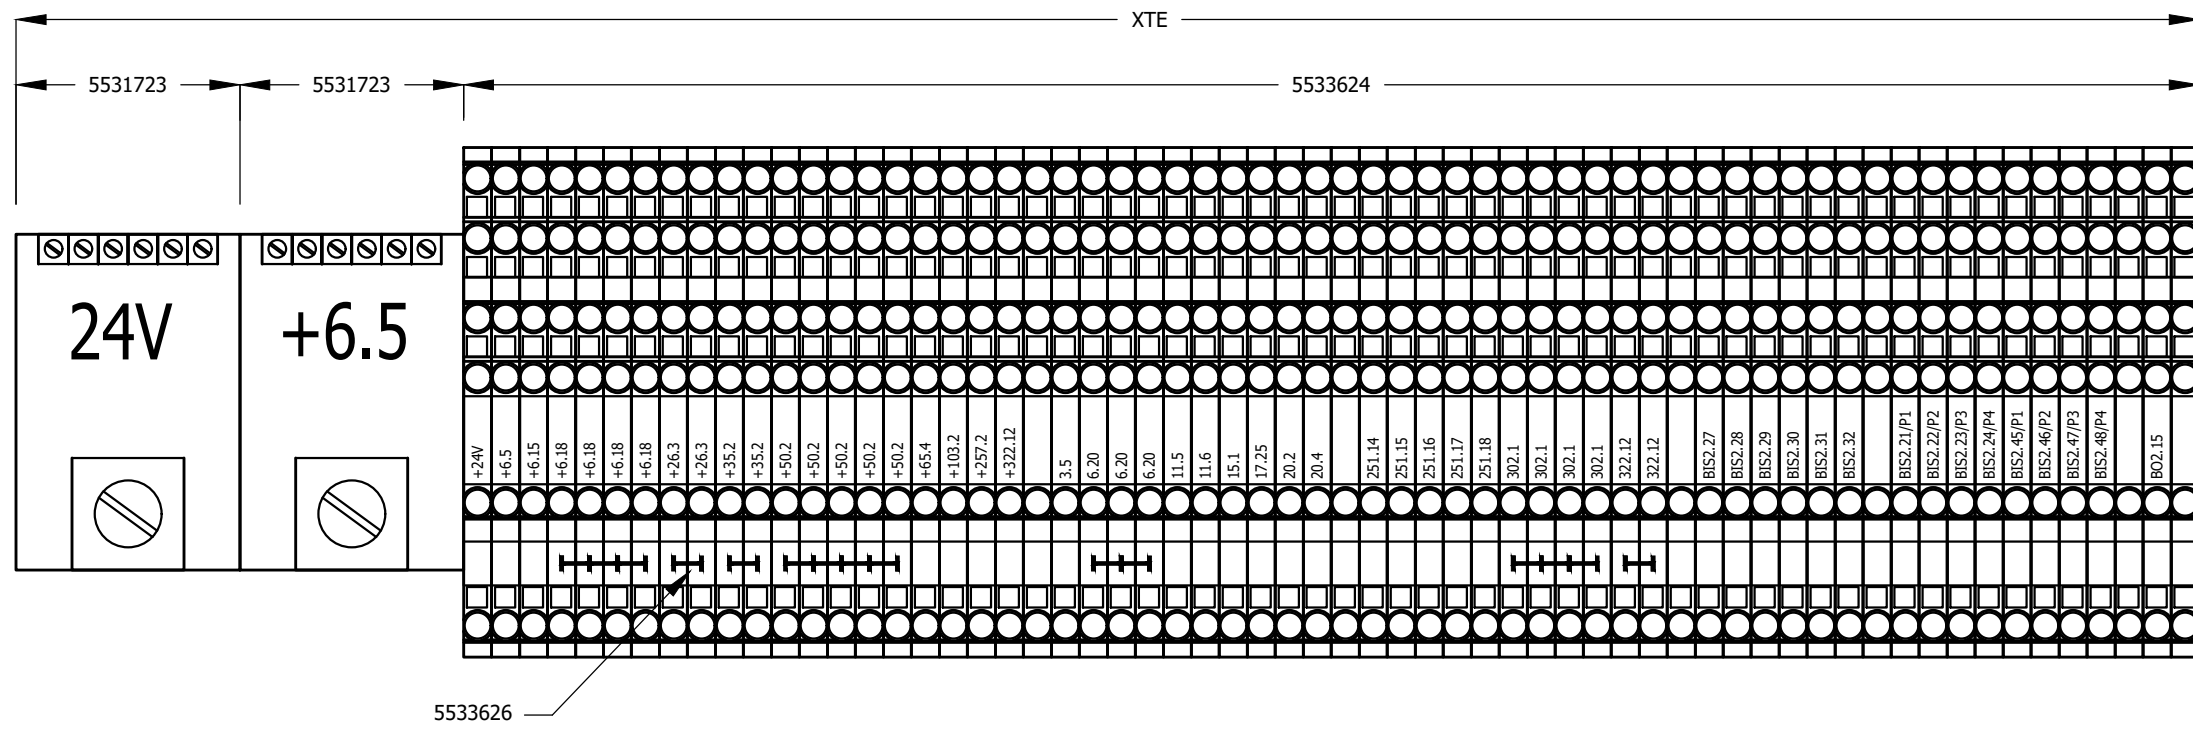 XTE
5531723
5531723
5533624
24V
+6.5
+24V
+6.5
+6.15
+6.18
+6.18
+6.18
+6.18
+26.3
+26.3
+35.2
+35.2
+50.2
+50.2
+50.2
+50.2
+50.2
+65.4
+103.2
+257.2
+322.12
3.5
6.20
6.20
6.20
11.5
11.6
15.1
17.25
20.2
20.4
251.14
251.15
251.16
251.17
251.18
302.1
302.1
302.1
302.1
322.12
322.12
BIS2.27
BIS2.28
BIS2.29
BIS2.30
BIS2.31
BIS2.32
BIS2.21/P1
BIS2.22/P2
BIS2.23/P3
BIS2.24/P4
BIS2.45/P1
BIS2.46/P2
BIS2.47/P3
BIS2.48/P4
BO2.15
5533626